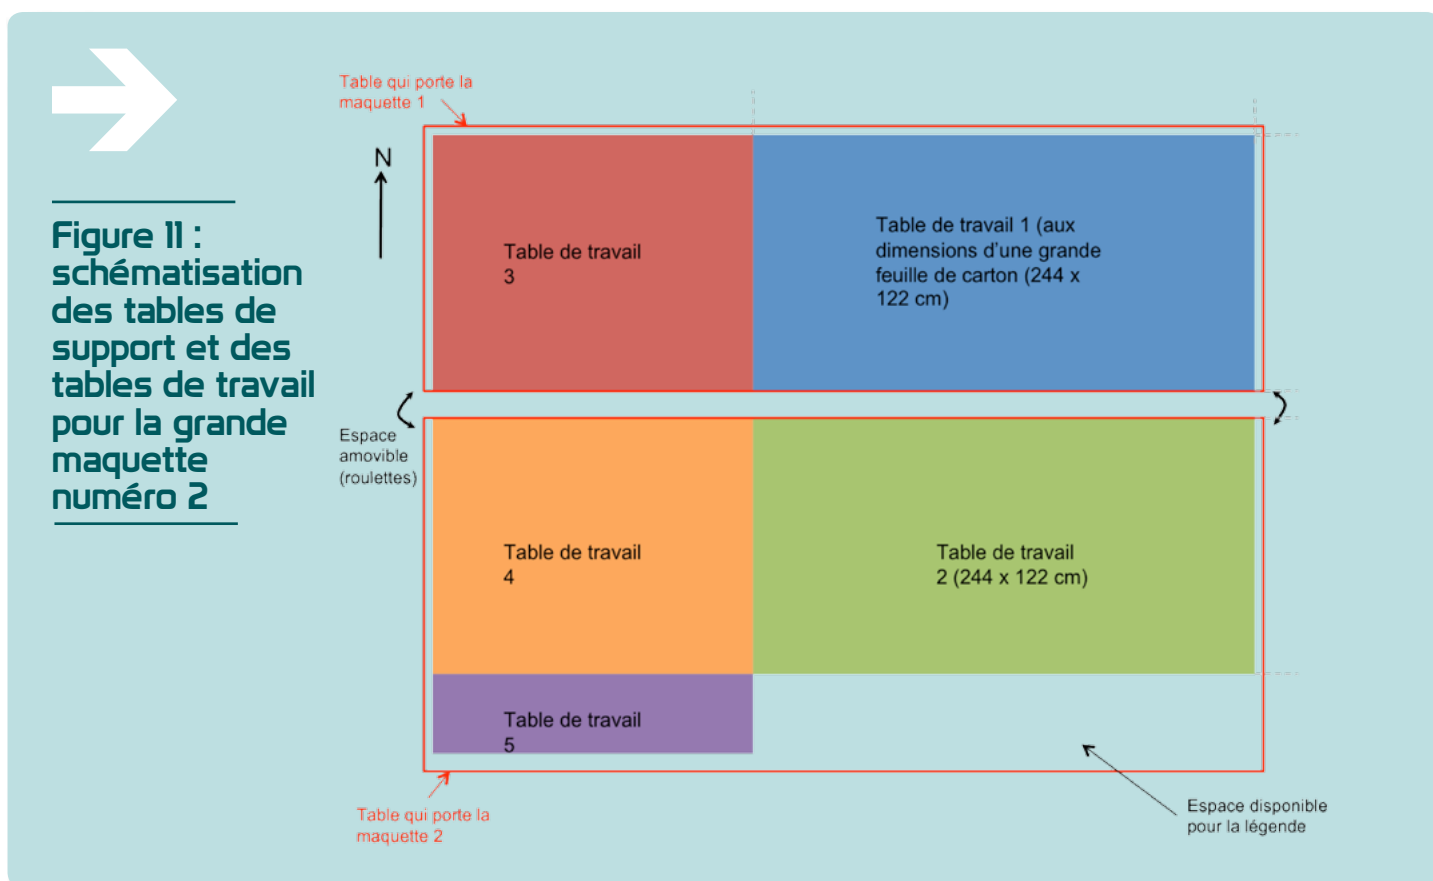 Figure 11 :
schématisation
des tables de
support et des
tables de travail
pour la grande
maquette
numéro 2
Table qui porte la
maquette 1
N
Table de travail
3
Table de travail 1 (aux
dimensions d'une grande
feuille de carton (244 x
122 cm)
Espace
amovible
(roulettes)
Table de travail
4
Table de travail
2 (244 x 122 cm)
Table de travail
5
Table qui porte la
maquette 2
Espace disponible
pour la légende